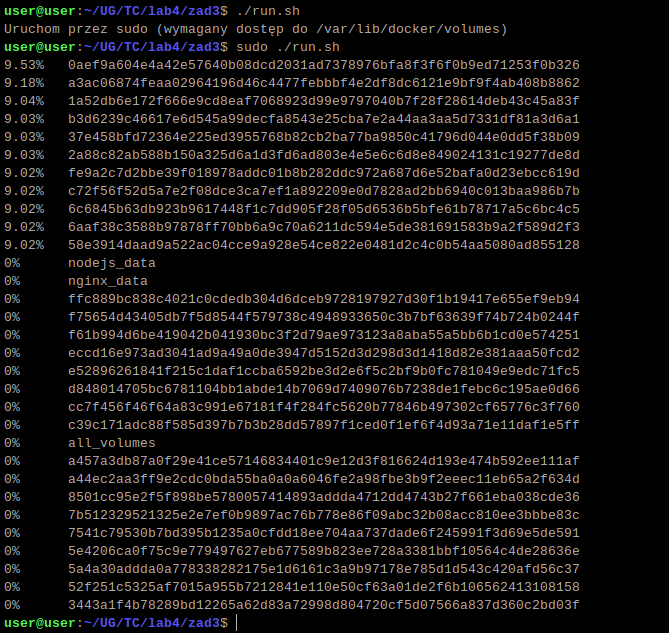 user@user:~/UG/TC/lab4/zad3$ ./run.sh
Uruchom przez sudo (wymagany dostęp do /var/lib/docker/volumes)
user@user:~/UG/TC/lab4/zad3$ sudo ./run.sh
9.53% 0aef9a604e4a42e57640b08dcd2031ad7378976bfa8f3f6f0b9ed71253f0b326
9.18% a3ac06874feaa02964196d46c4477febbbf4e2df8dc6121e9bf9f4ab408b8862
9.04% 1a52db6e172f666e9cd8eaf7068923d99e9797040b7f28f28614deb43c45a83f
9.03% b3d6239c46617e6d545a99decfa8543e25cba7e2a44aa3aa5d7331df81a3d6a1
9.03% 37e458bfd72364e225ed3955768b82cb2ba77ba9850c41796d044e0dd5f38b09
9.03% 2a88c82ab588b150a325d6a1d3fd6ad803e4e5e6c6d8e849024131c19277de8d
9.02% fe9a2c7d2bbe39f018978addc01b8b282ddc972a687d6e52bafa0d23ebcc619d
9.02% c72f56f52d5a7e2f08dce3ca7ef1a892209e0d7828ad2bb6940c013baa986b7b
9.02% 6c6845b63db923b9617448f1c7dd905f28f05d6536b5bfe61b78717a5c6bc4c5
9.02% 6aaf38c3588b97878ff70bb6a9c70a6211dc594e5de381691583b9a2f589d2f3
9.02% 58e3914daad9a522ac04cce9a928e54ce822e0481d2c4c0b54aa5080ad855128
0% nodejs_data
0% nginx_data
0% ffc889bc838c4021c0cdedb304d6dceb9728197927d30f1b19417e655ef9eb94
0% f75654d43405db7f5d8544f579738c4948933650c3b7bf63639f74b724b0244f
0% f61b994d6be419042b041930bc3f2d79ae973123a8aba55a5bb6b1cd0e574251
0% eccd16e973ad3041ad9a49a0de3947d5152d3d298d3d1418d82e381aaa50fcd2
0% e52896261841f215c1daf1ccba6592be3d2e6f5c2bf9b0fc781049e9edc71fc5
0% d848014705bc6781104bb1abde14b7069d7409076b7238de1febc6c195ae0d66
0% cc7f456f46f64a83c991e67181f4f284fc5620b77846b497302cf65776c3f760
0% c39c171adc88f585d397b7b3b28dd57897f1ced0f1ef6f4d93a71e11daf1e5ff
0% all_volumes
0% a457a3db87a0f29e41ce57146834401c9e12d3f816624d193e474b592ee111af
0% a44ec2aa3ff9e2cdc0bda55ba0a0a6046fe2a98fbe3b9f2eeec11eb65a2f634d
0% 8501cc95e2f5f898be5780057414893addda4712dd4743b27f661eba038cde36
0% 7b512329521325e2e7ef0b9897ac76b778e86f09abc32b08acc810ee3bbbe83c
0% 7541c79530b7bd395b1235a0cfdd18ee704aa737dade6f245991f3d69e5de591
0% 5e4206ca0f75c9e779497627eb677589b823ee728a3381bbf10564c4de28636e
0% 5a4a30addda0a778338282175e1d6161c3a9b97178e785d1d543c420afd56c37
0% 52f251c5325af7015a955b7212841e110e50cf63a01de2f6b106562413108158
0% 3443a1f4b78289bd12265a62d83a72998d804720cf5d07566a837d360c2bd03f
user@user:~/UG/TC/lab4/zad3$